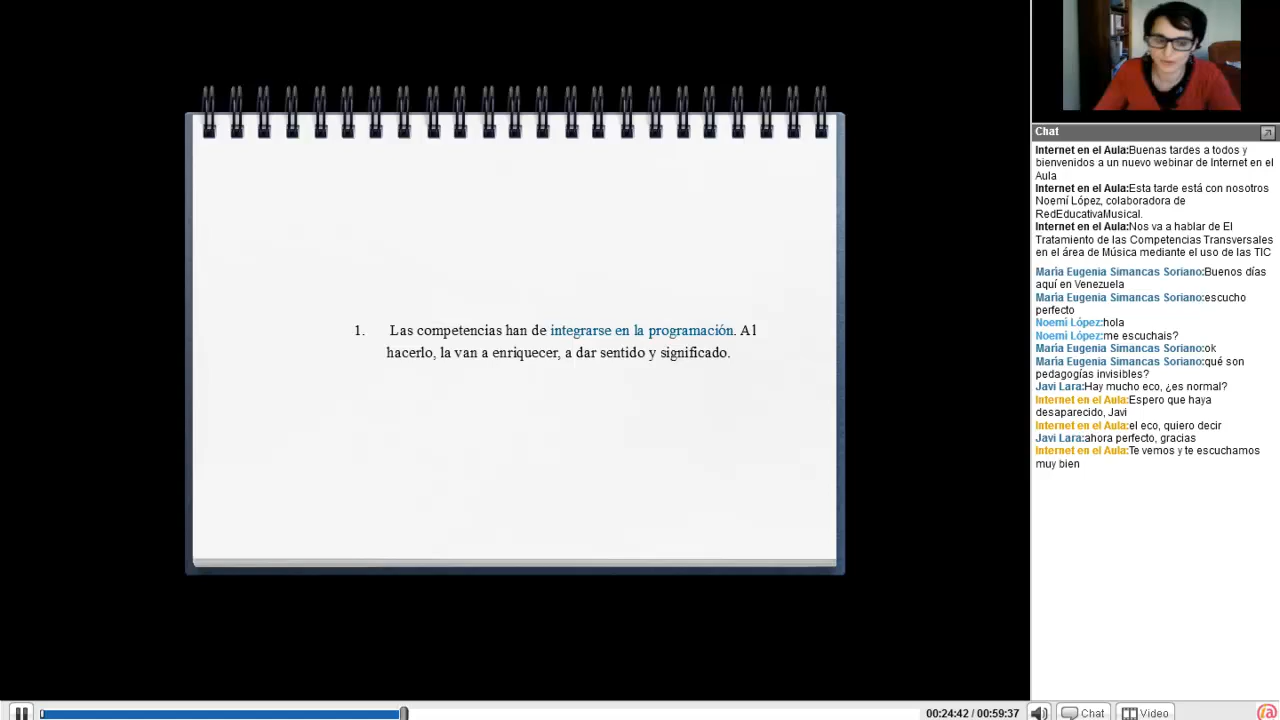 1. Las competencias han de integrarse en la programación. Al
hacerlo, la van a enriquecer, a dar sentido y significado.
Chat
Internet en el Aula:Buenas tardes a todos y
bienvenidos a un nuevo webinar de Internet en el
Aula
Internet en el Aula:Esta tarde está con nosotros
Noemí López, colaboradora de
RedEducativaMusical.
Internet en el Aula:Nos va a hablar de El
Tratamiento de las Competencias Transversales
en el área de Música mediante el uso de las TIC
María Eugenia Simancas Soriano:Buenos días
aquí en Venezuela
María Eugenia Simancas Soriano:escucho
perfecto
Noemí López:hola
Noemí López:me escuchais?
María Eugenia Simancas Soriano:ok
María Eugenia Simancas Soriano:qué son
pedagogías invisibles?
Javi Lara:Hay mucho eco, ¿es normal?
Internet en el Aula:Espero que haya
desaparecido, Javi
Internet en el Aula:el eco, quiero decir
Javi Lara:ahora perfecto, gracias
Internet en el Aula:Te vemos y te escuchamos
muy bien
00:24:42 / 00:59:37 Chat Video